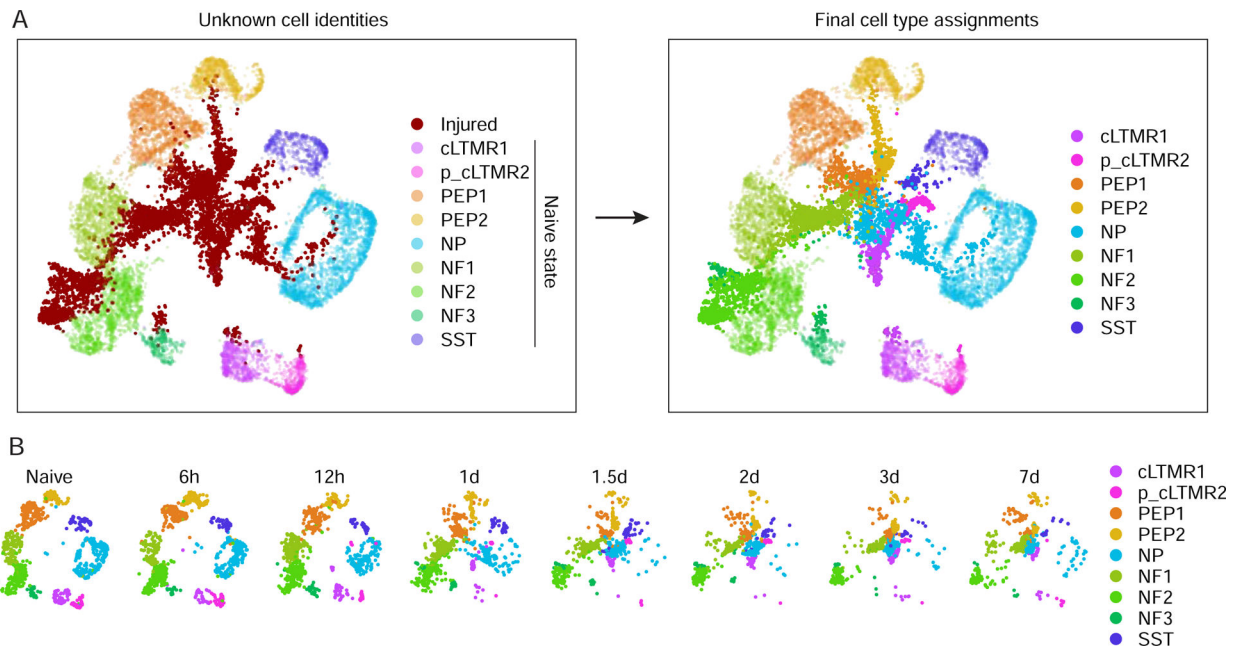 A
Unknown cell identities
Final cell type assignments
Injured
cLTMR1
p_cLTMR2
PEP1
PEP2
NP
NF1
NF2
NF3
SST
Naive state
cLTMR1
p_cLTMR2
PEP1
PEP2
NP
NF1
NF2
NF3
SST
B
Naive
6h
12h
1d
1.5d
2d
3d
7d
cLTMR1
p_cLTMR2
PEP1
PEP2
NP
NF1
NF2
NF3
SST